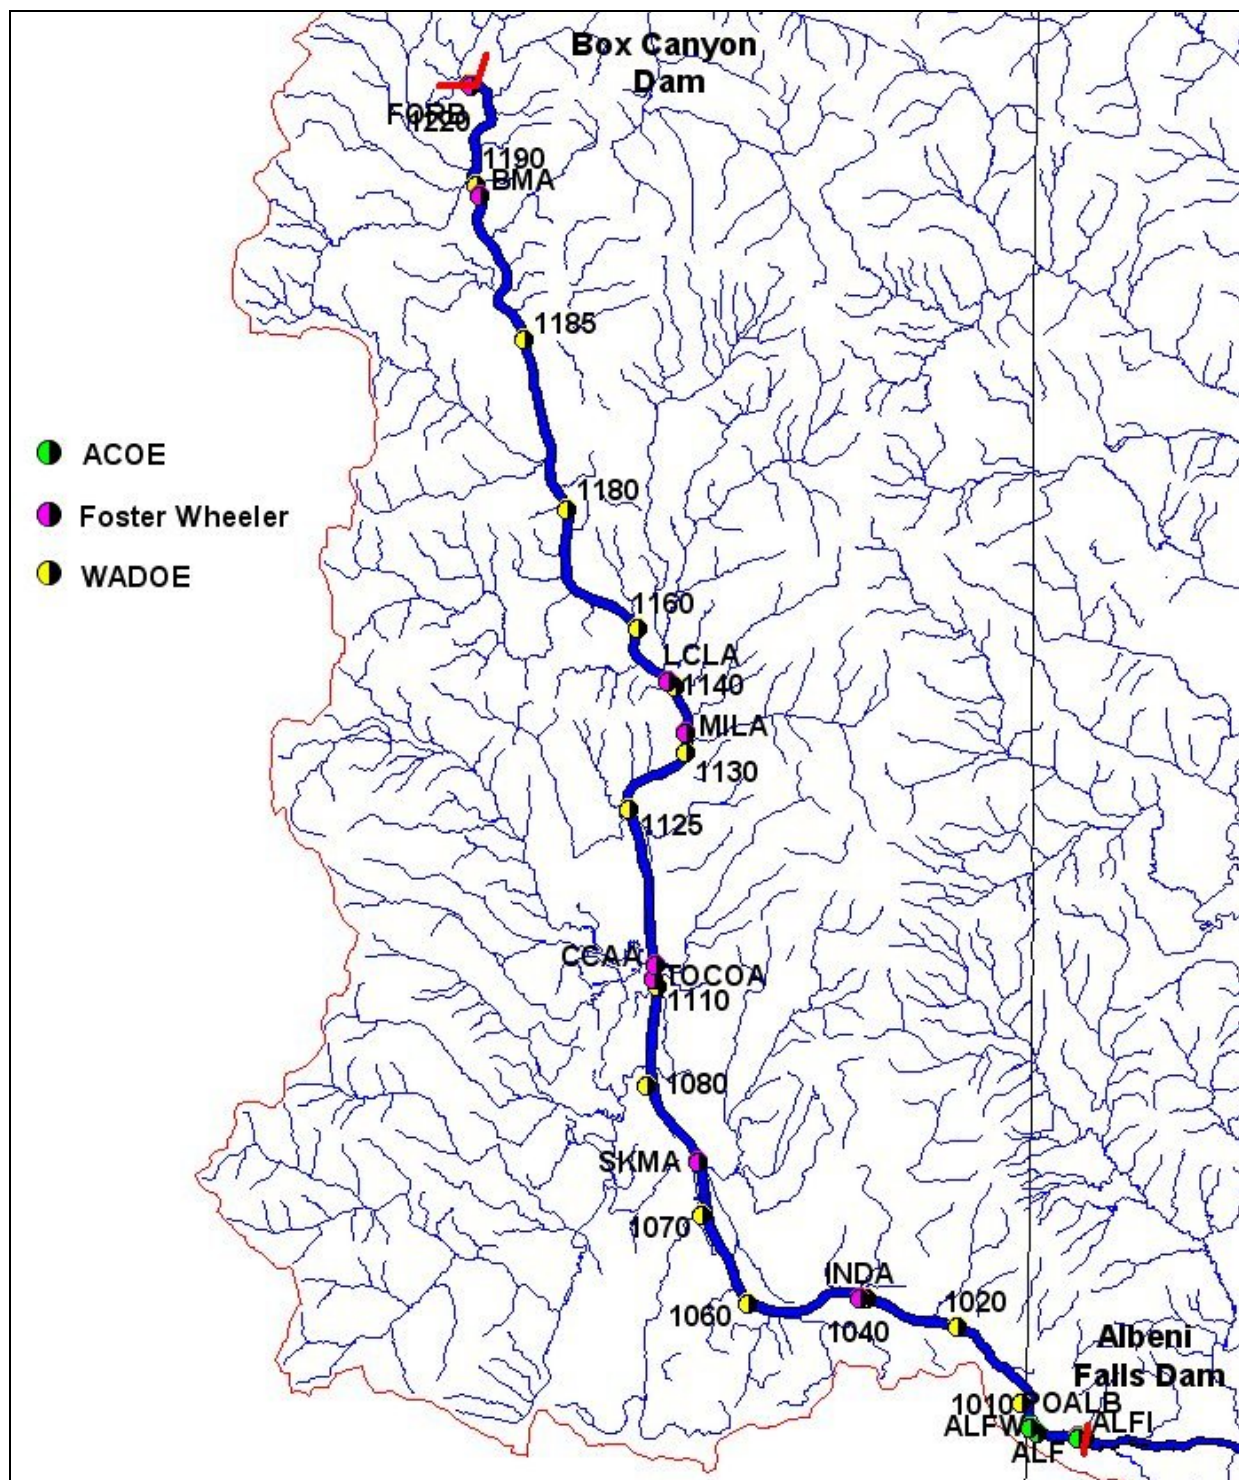 Box Canyon
Dam
FORB
1220
1190
BMA
1185
ACOE
1180
Foster Wheeler
WADOE
1160
LCLA
1140
MILA
1130
1125
CCAA
TOCOA
1110
1080
SKMA
1070
INDA
1060
1020
1040
Albeni
Falls Dam
1010
POALB
ALFW
ALFI
ALF